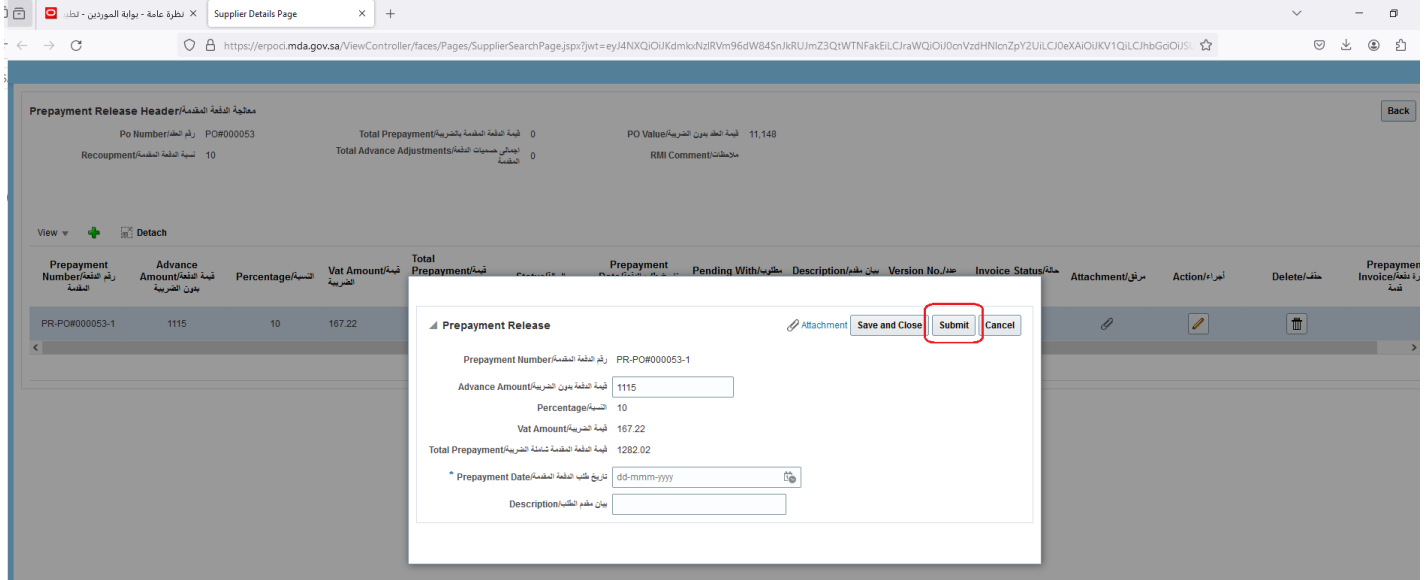 نظرة عامة - بوابة الموردين - تطبي
Supplier Details Page
https://erpoci.mda.gov.sa/ViewController/faces/Pages/SupplierSearchPage.jspx?jwt=
Prepayment Release Header/معالجة الدفعة المقدمة
Back
Po Number/رقم العقد PO#000053
Total Prepayment/قيمة الدفعة المقدمة بالضريبة 0
PO Value/قيمة العقد بدون الضريبة 11,148
Recoupment/نسبة الدفعة المقدمة 10
Total Advance Adjustments/اجمالي حسميات الدفعة المقدمة 0
RMI Comment/ملاحظات
View
Detach
Prepayment Number/رقم الدفعة المقدمة
Advance Amount/قيمة الدفعة بدون الضريبة
Percentage/النسبة
Vat Amount/قيمة الضريبة
Total Prepayment/قيمة
Prepayment
Pending With/مطلوب
Description/بيان مقدم
Version No./عدد
Invoice Status/حالة
Attachment/مرفق
Action/أجراء
Delete/حذف
Prepaymen
Invoice/
PR-PO#000053-1 1115 10 167.22
Prepayment Release
Attachment Save and Close Submit Cancel
Prepayment Number/رقم الدفعة المقدمة PR-PO#000053-1
Advance Amount/قيمة الدفعة بدون الضريبة 1115
Percentage/النسبة 10
Vat Amount/قيمة الضريبة 167.22
Total Prepayment/قيمة الدفعة المقدمة شاملة الضريبة 1282.02
* Prepayment Date/تاريخ طلب الدفعة المقدمة dd-mmm-yyyy
Description/بيان مقدم الطلب